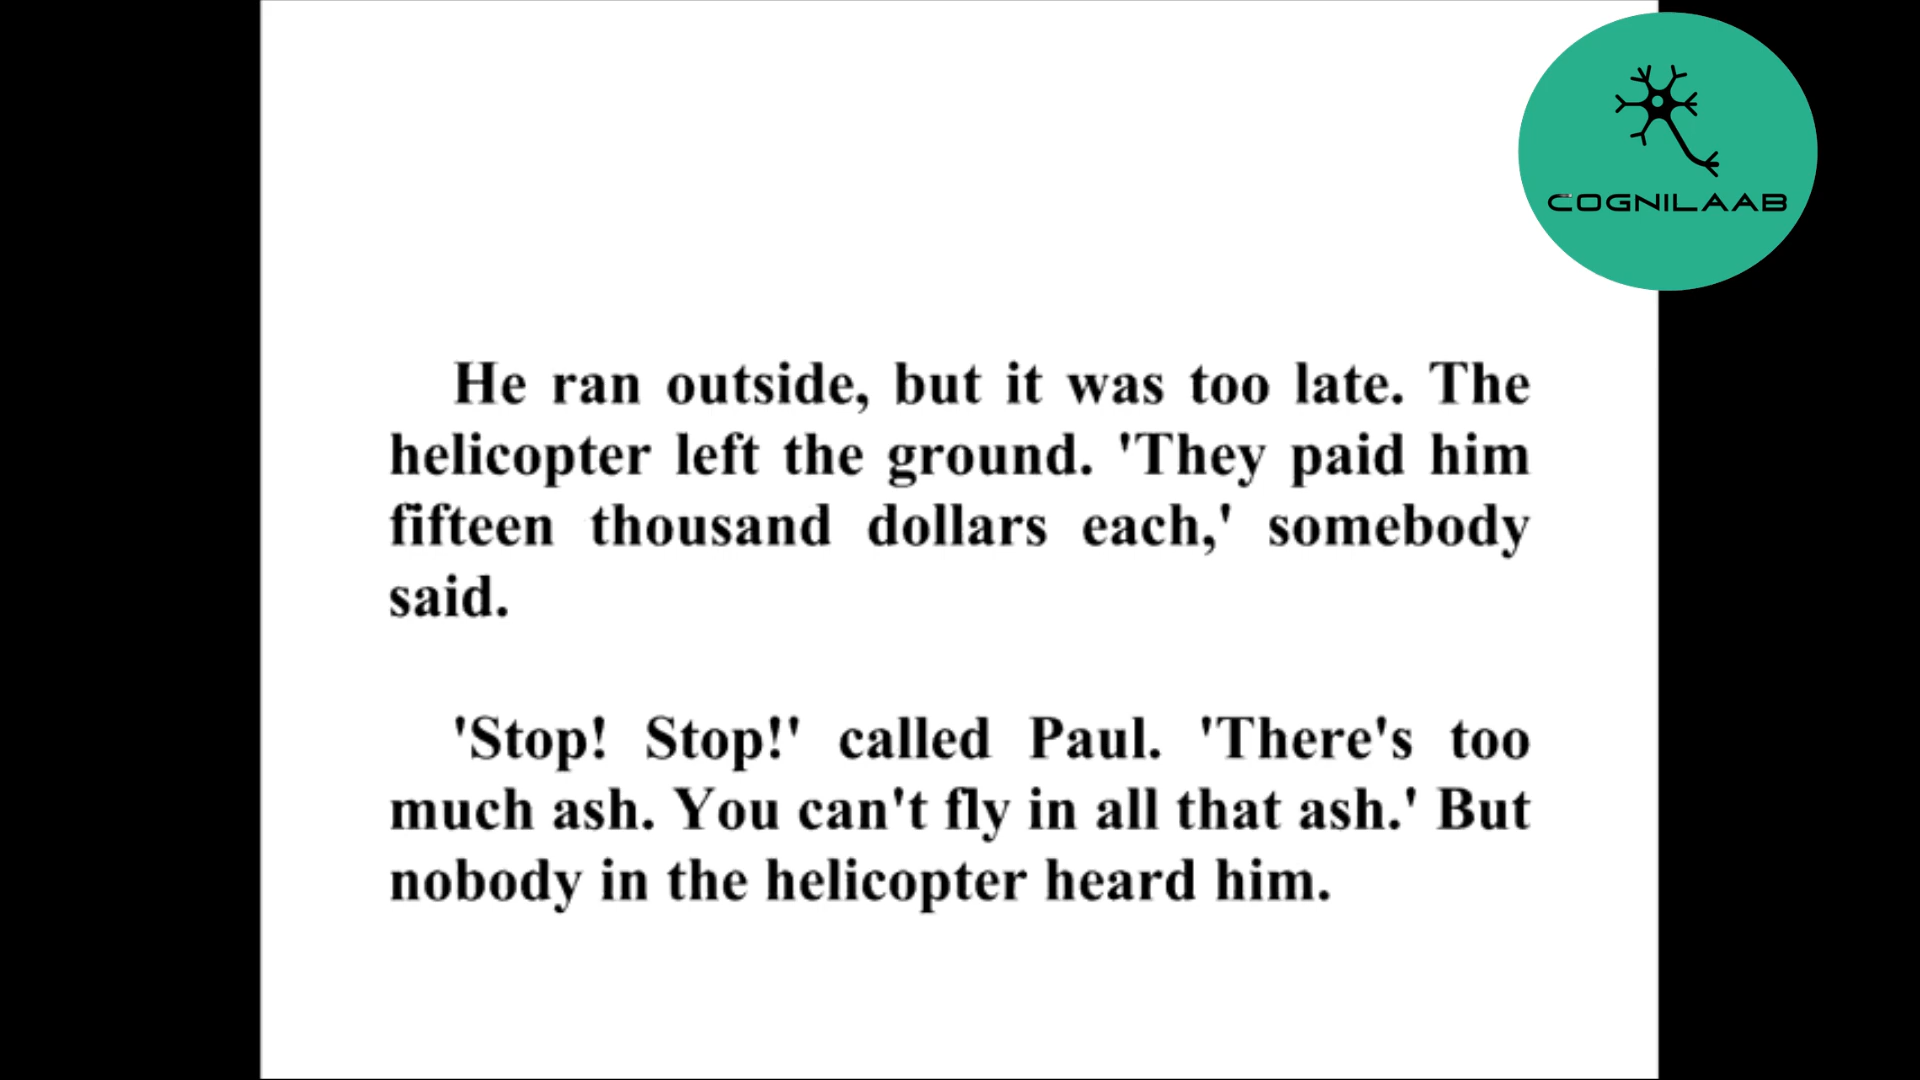 COGNILAAB
He ran outside, but it was too late. The
helicopter left the ground. 'They paid him
fifteen thousand dollars each,' somebody
said.
'Stop! Stop!' called Paul. 'There's too
much ash. You can't fly in all that ash.' But
nobody in the helicopter heard him.